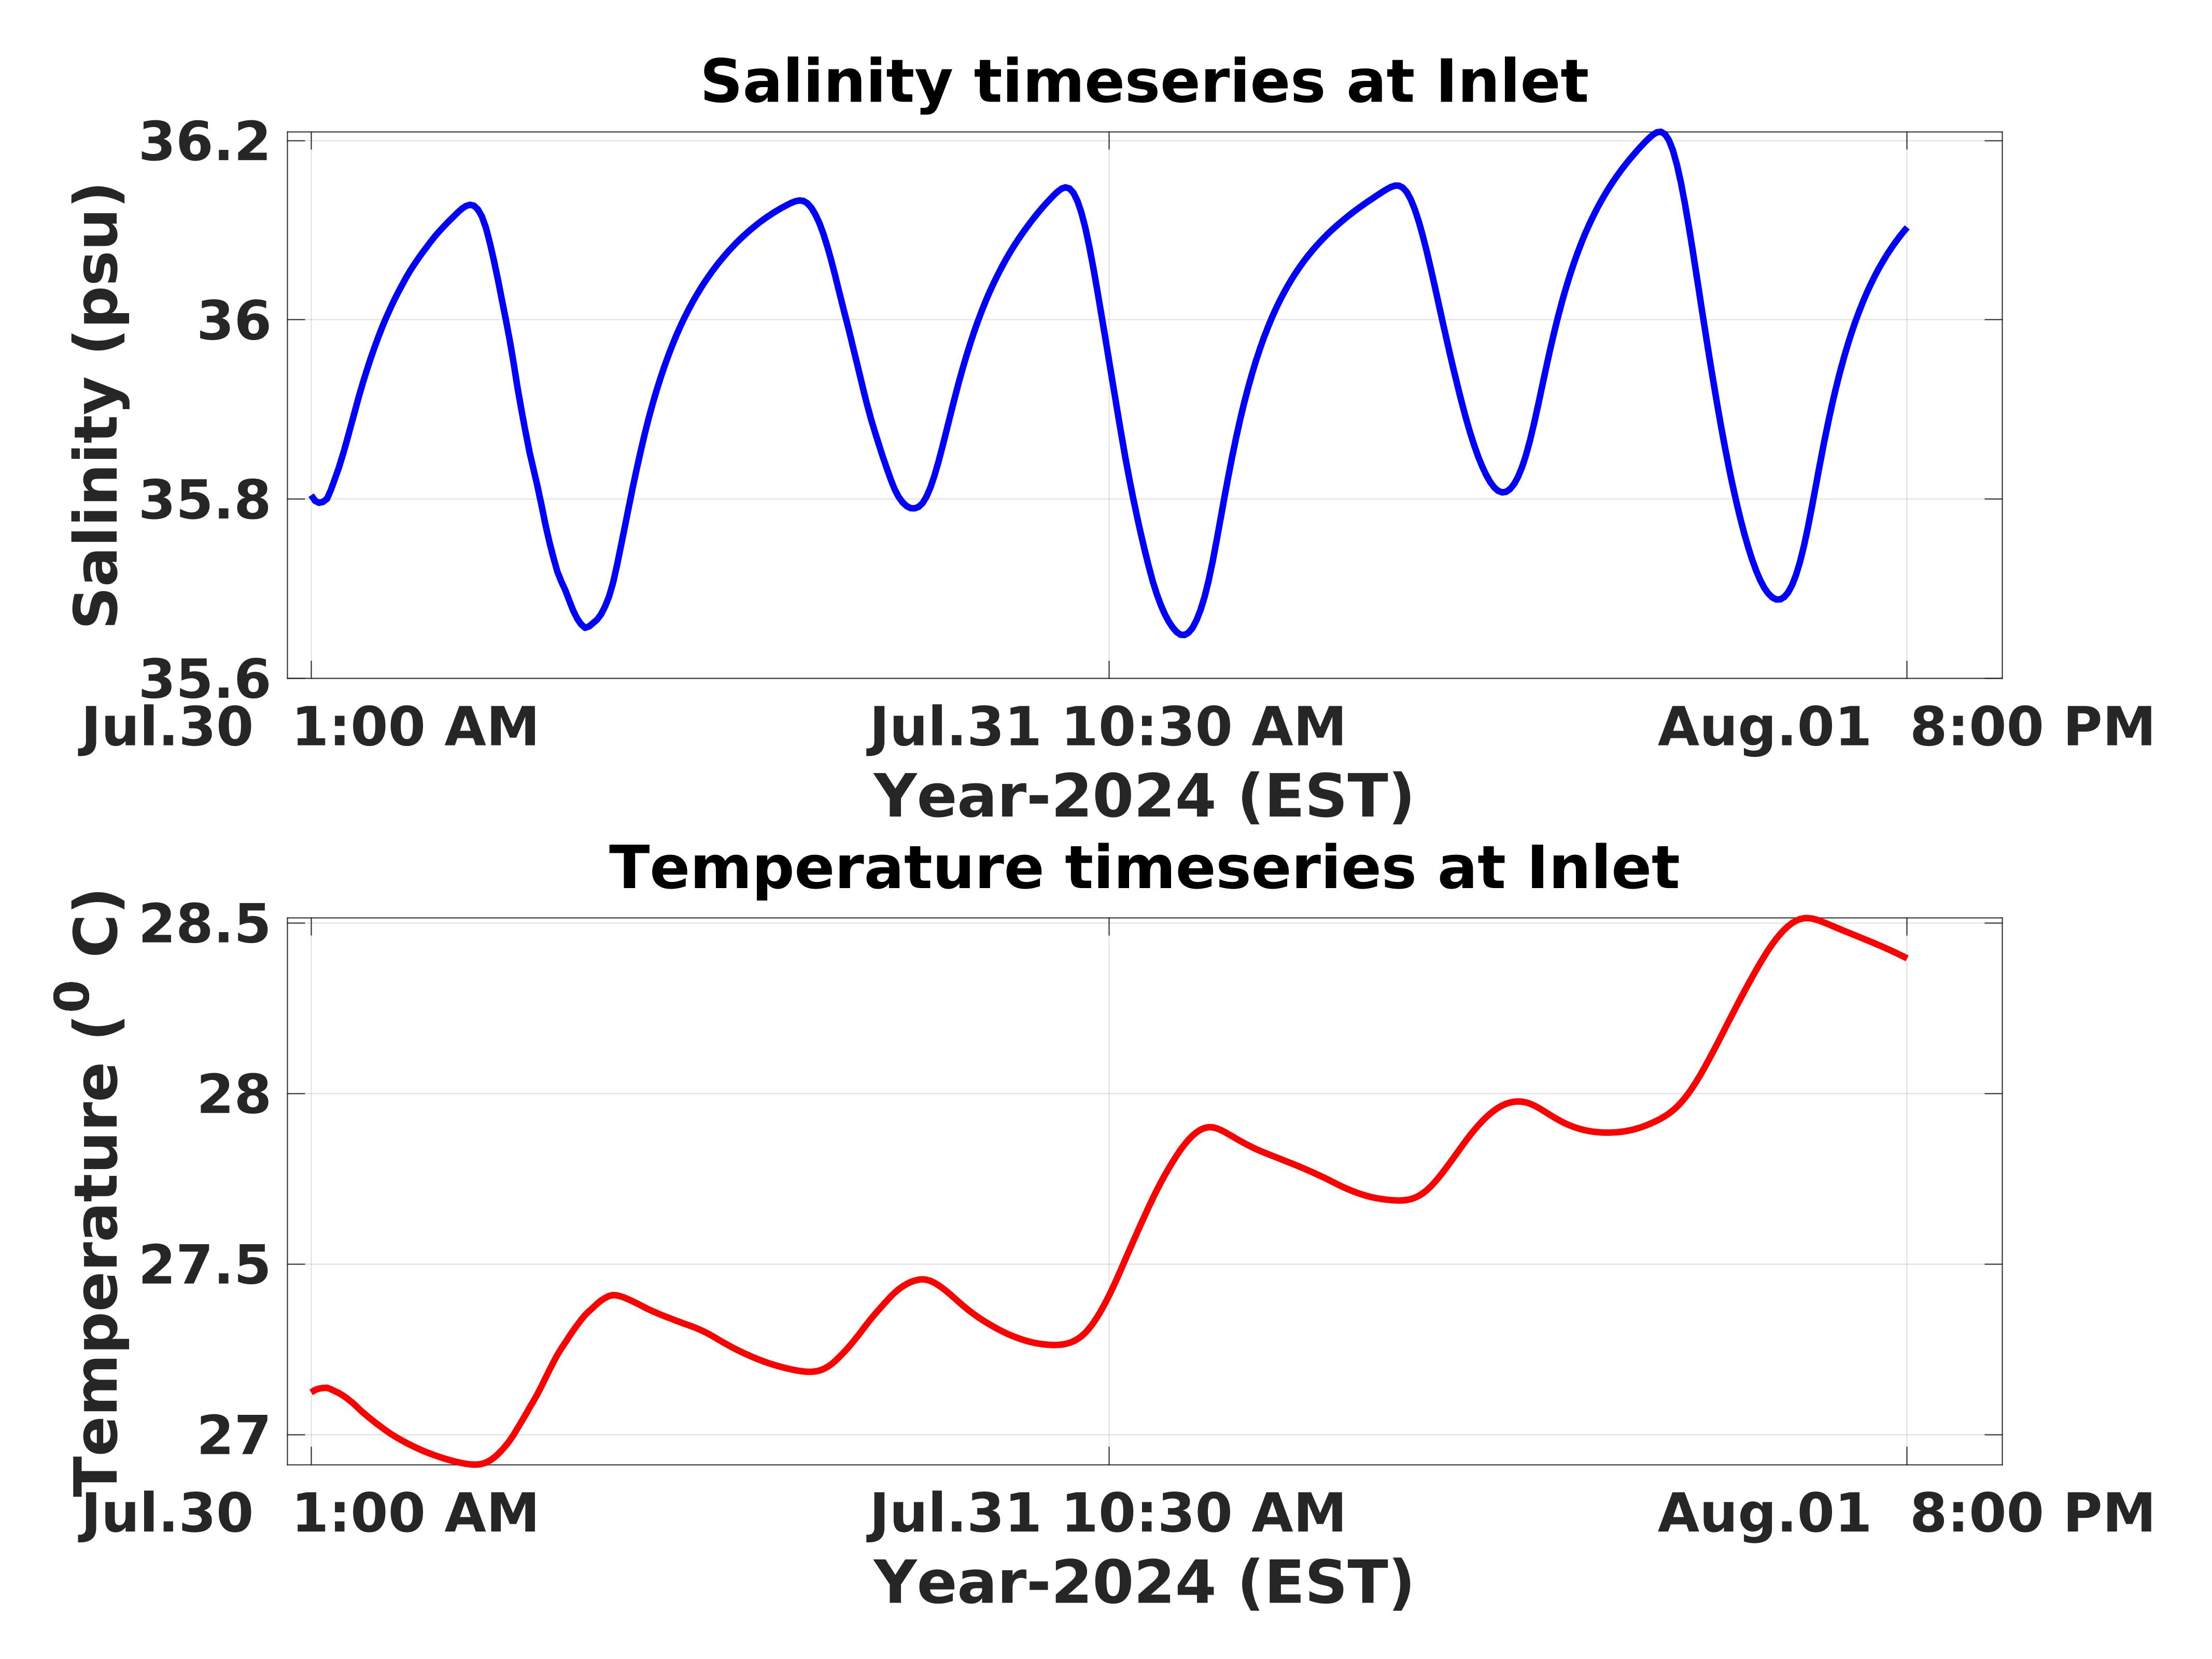 Salinity timeseries at Inlet
Salinity (psu)
36.2
36
35.8
35.6
Jul.30 1:00 AM
Jul.31 10:30 AM
Aug.01 8:00 PM
Year-2024 (EST)
Temperature timeseries at Inlet
Temperature (⁰ C)
28.5
28
27.5
27
Jul.30 1:00 AM
Jul.31 10:30 AM
Aug.01 8:00 PM
Year-2024 (EST)